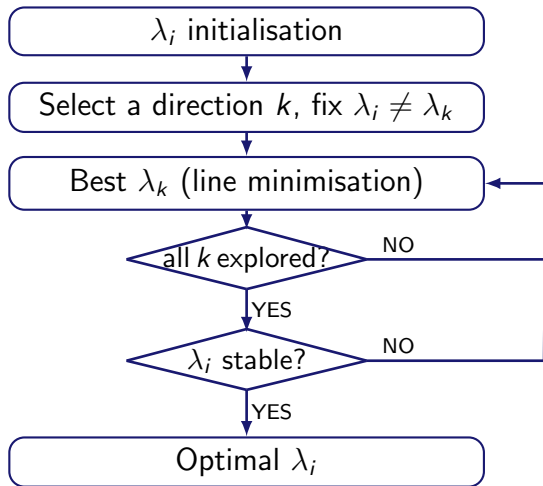 λᵢ initialisation
Select a direction k, fix λᵢ ≠ λₖ
Best λₖ (line minimisation)
all k explored?
NO
YES
λᵢ stable?
NO
YES
Optimal λᵢ